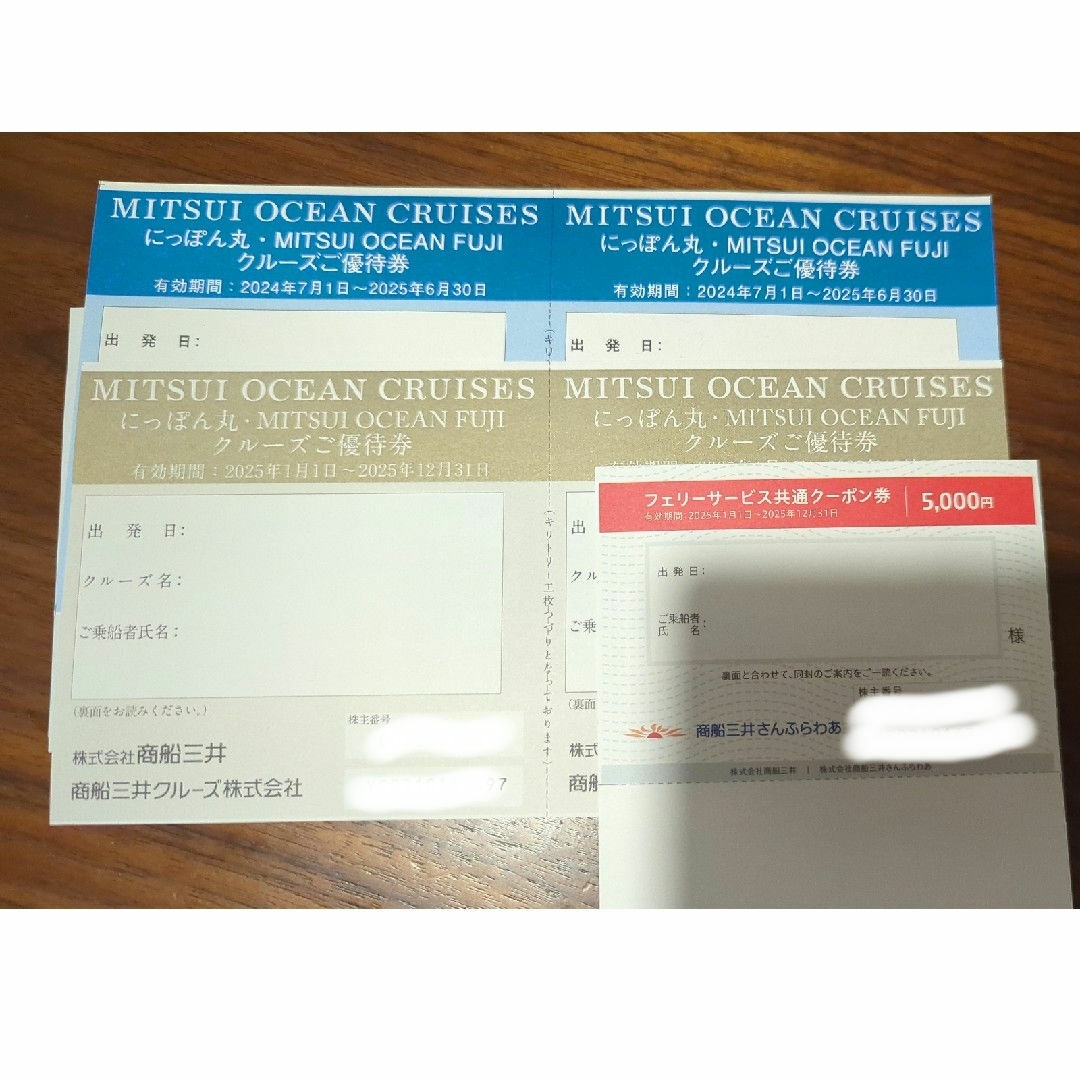 MITSUI OCEAN CRUISES
にっぽん丸・MITSUI OCEAN FUJI
クルーズご優待券
有効期間：2024年7月1日～2025年6月30日
出 発 日：
MITSUI OCEAN CRUISES
にっぽん丸・MITSUI OCEAN FUJI
クルーズご優待券
有効期間：2024年7月1日～2025年6月30日
出 発 日：
(キリ
MITSUI OCEAN CRUISES
にっぽん丸・MITSUI OCEAN FUJI
クルーズご優待券
有効期間：2025年1月1日～2025年12月31日
出 発 日：
クルーズ名：
ご乗船者氏名：
(裏面をお読みください。)
株主番号
株式会社商船三井
商船三井クルーズ株式会社
97
MITSUI OCEAN CRUISES
にっぽん丸・MITSUI OCEAN FUJI
クルーズご優待券
出
クル
ご乗
(裏面
株式
商船
フェリーサービス共通クーポン券 5,000円
有効期間：2025年1月1日～2025年12月31日
出 発 日：
ご乗船者
氏 名：
様
裏面と合わせて、同封のご案内をご一読ください。
株主番号
商船三井さんふらわあ
株式会社商船三井 | 株式会社商船三井さんふらわあ